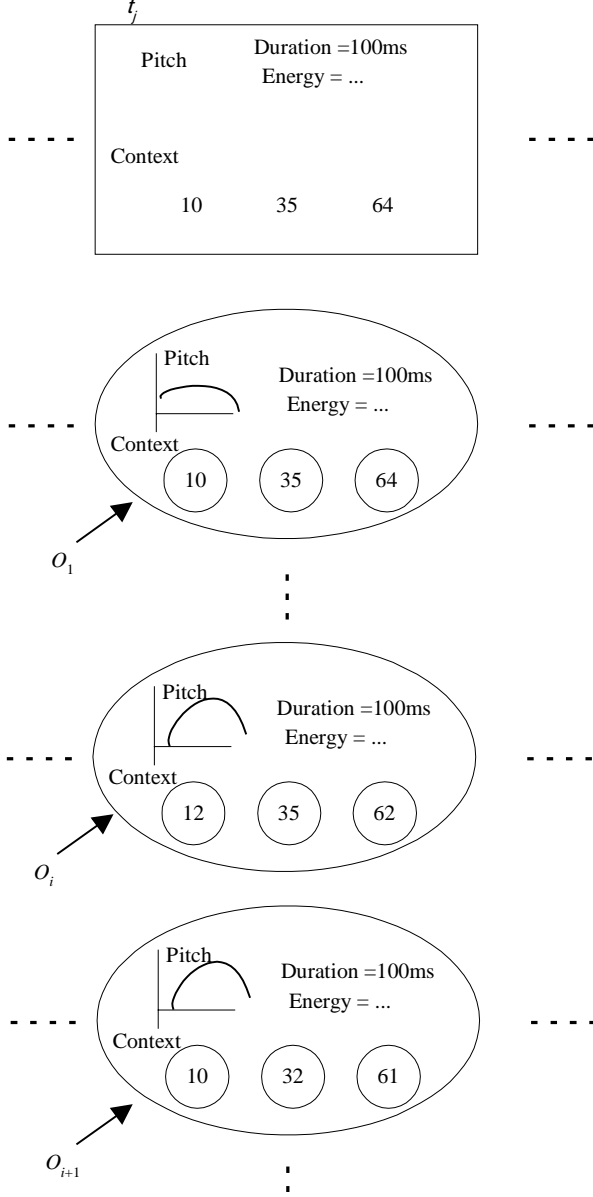 t_j
Pitch Duration =100ms
Energy = ...
Context
10 35 64
Pitch
Duration =100ms
Energy = ...
Context
10 35 64
O_1
Pitch
Duration =100ms
Energy = ...
Context
12 35 62
O_i
Pitch
Duration =100ms
Energy = ...
Context
10 32 61
O_{i+1}